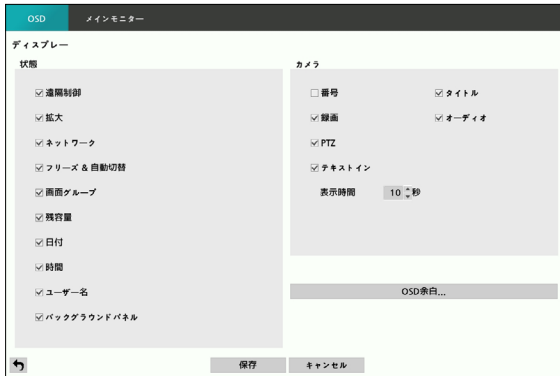 OSD メインモニター
ディスプレー
状態
遠隔制御
拡大
ネットワーク
フリーズ & 自動切替
画面グループ
残容量
日付
時間
ユーザー名
バックグラウンドパネル
カメラ
番号 タイトル
録画 オーディオ
PTZ
テキストイン
表示時間 10 秒
OSD余白...
保存 キャンセル